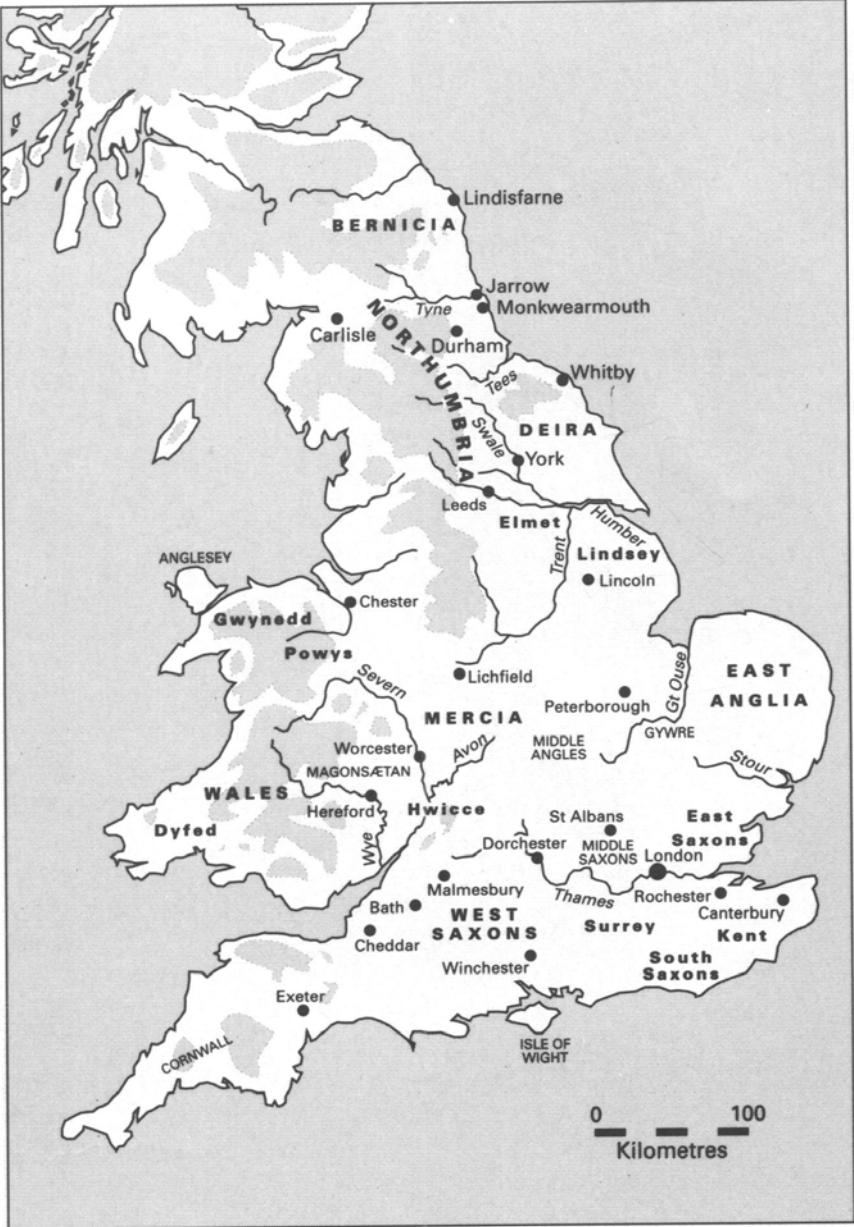 Lindisfarne
BERNICIA
Jarrow
Monkwearmouth
Tyne
Carlisle
Durham
NORTHUMBRIA
Tees
Whitby
Swale
DEIRA
York
Leeds
Elmet
Humber
Trent
Lindsey
Lincoln
ANGLESEY
Chester
Gwynedd
Powys
Severn
Lichfield
EAST
ANGLIA
Gt Ouse
Peterborough
MERCIA
GYWRE
Worcester
Avon
MIDDLE
ANGLES
Stour
MAGONSÆTAN
WALES
Hereford
Hwicce
Dyfed
Wye
St Albans
East
Saxons
Dorchester
MIDDLE
SAXONS
London
Malmesbury
Thames
Rochester
Bath
Canterbury
WEST
SAXONS
Surrey
Kent
Cheddar
South
Saxons
Winchester
Exeter
ISLE OF
WIGHT
CORNWALL
0 100
Kilometres